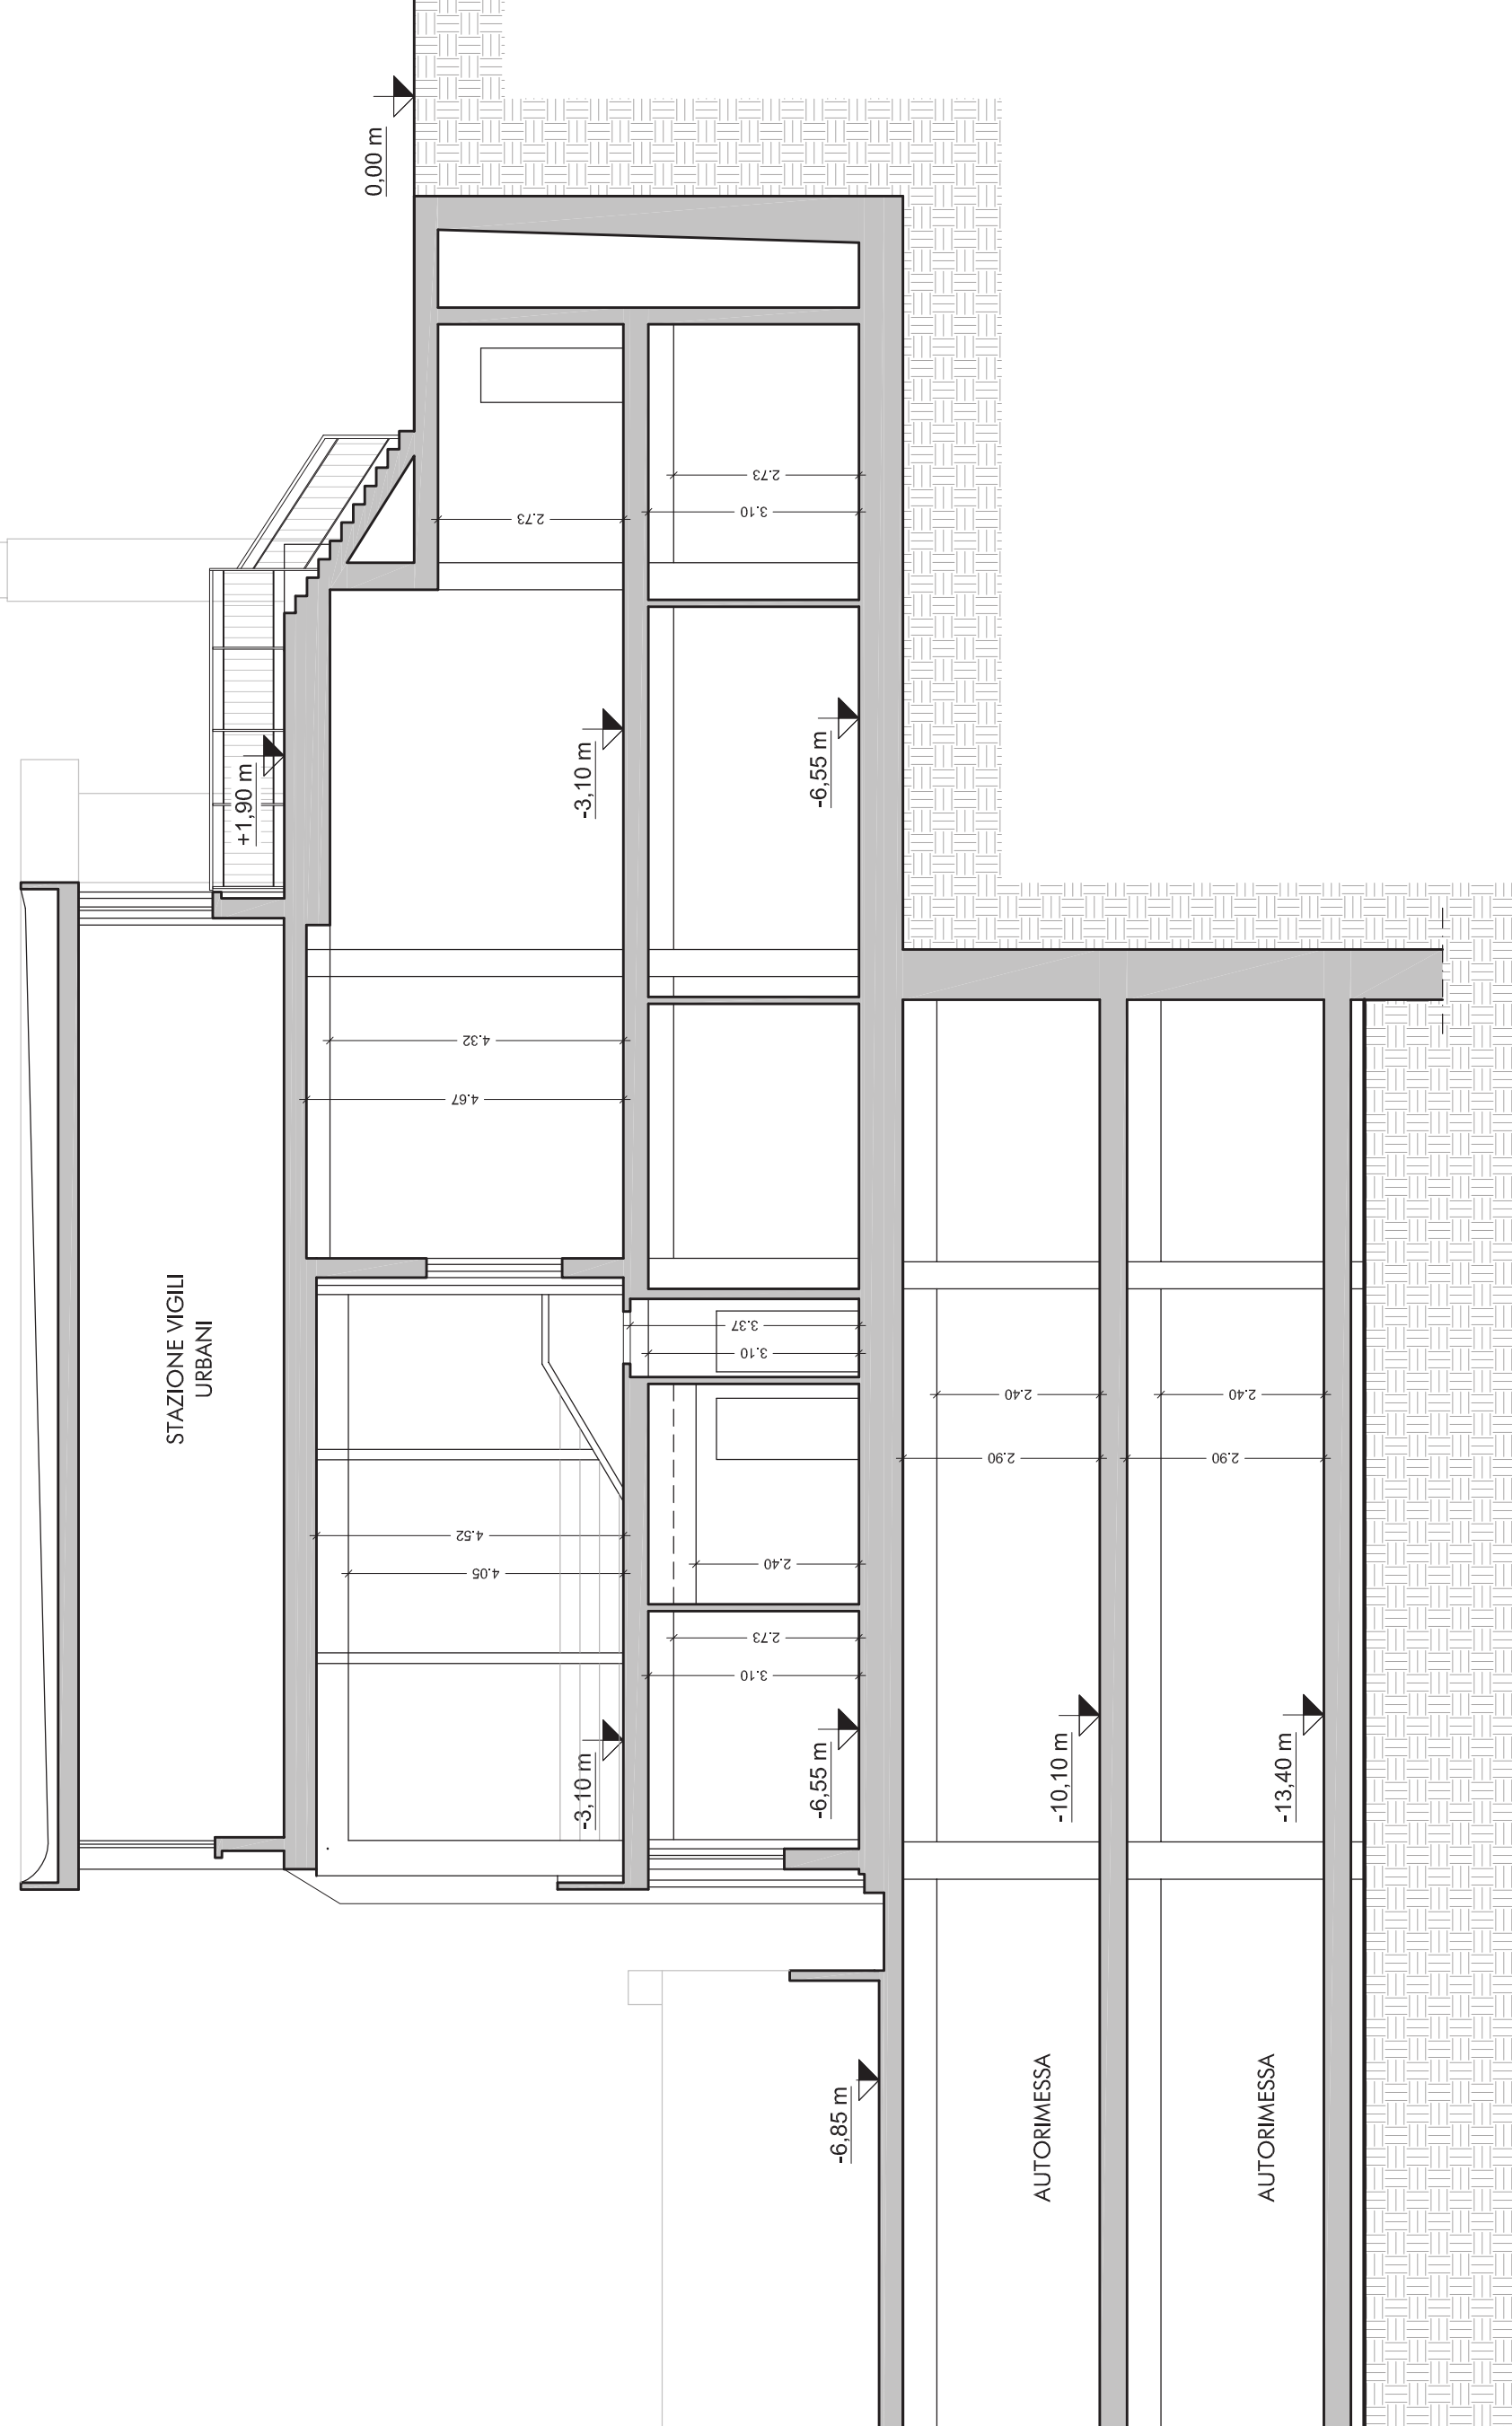 0,00 m
+1,90 m
-3,10 m
-6,55 m
2.73
2.73
3.10
4.32
4.67
STAZIONE VIGILI
URBANI
3.37
3.10
4.52
4.05
2.40
2.73
3.10
-3,10 m
-6,55 m
2.40
2.90
2.40
2.90
-10,10 m
-13,40 m
-6,85 m
AUTORIMESSA
AUTORIMESSA